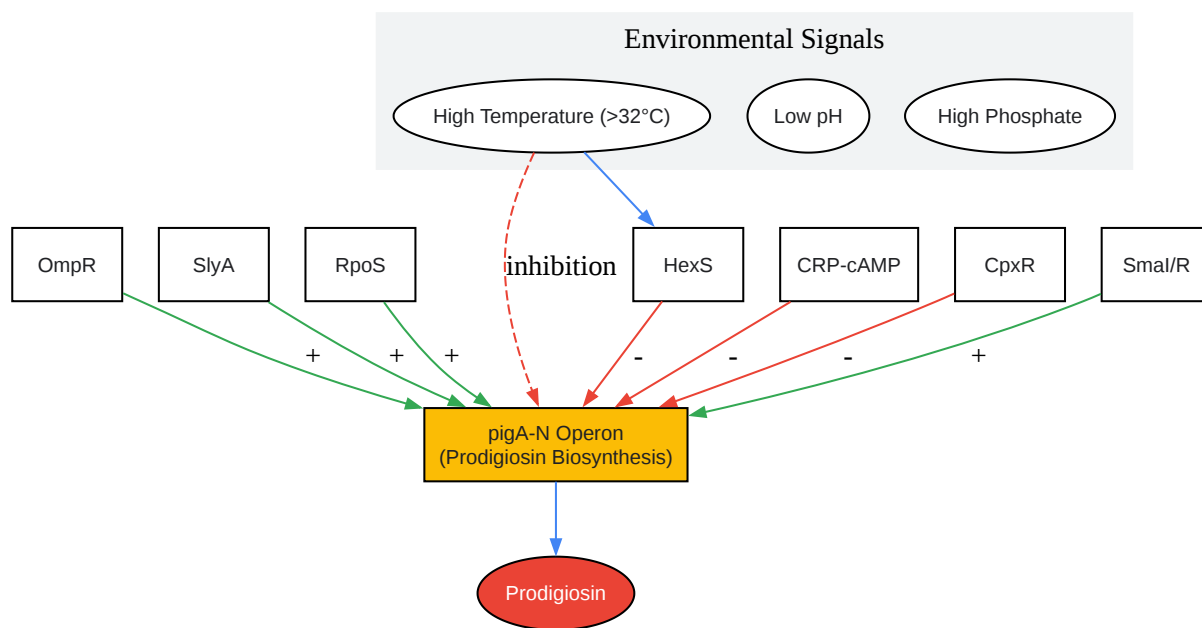 Environmental Signals
High Temperature (>32°C)
Low pH
High Phosphate
OmpR
SlyA
RpoS
inhibition
HexS
CRP-cAMP
CpxR
SmaI/R
+
+
+
-
-
-
+
pigA-N Operon
(Prodigiosin Biosynthesis)
Prodigiosin